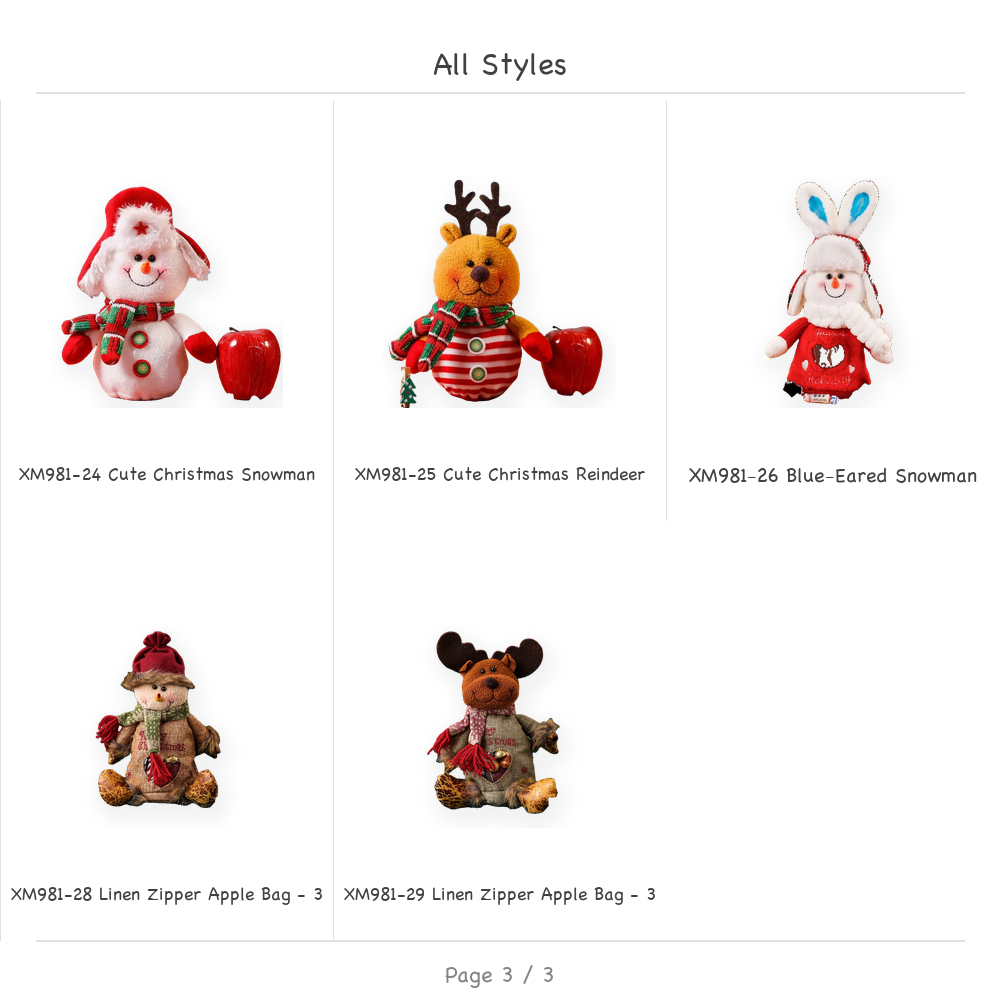 All Styles
XM981-24 Cute Christmas Snowman
XM981-25 Cute Christmas Reindeer
XM981-26 Blue-Eared Snowman
XM981-28 Linen Zipper Apple Bag - 3
XM981-29 Linen Zipper Apple Bag - 3
Page 3 / 3